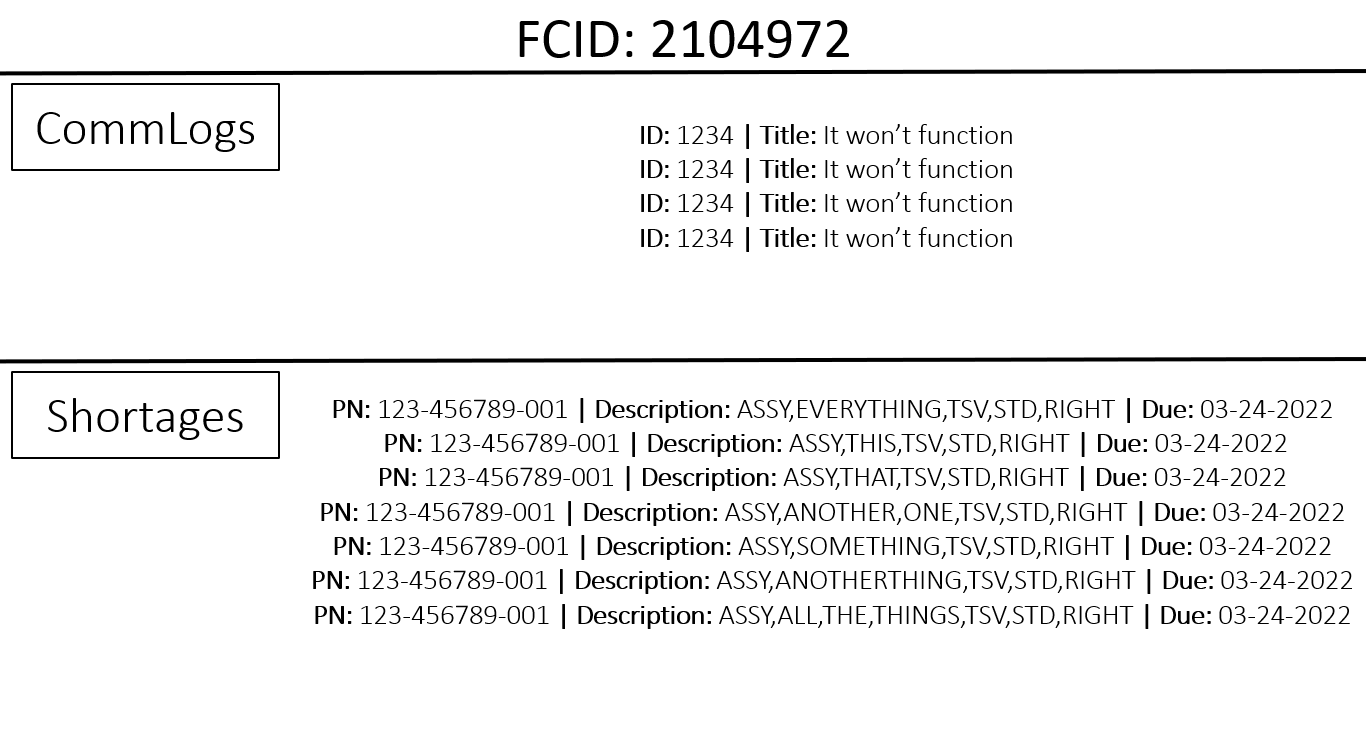 FCID: 2104972
CommLogs
ID: 1234 | Title: It won’t function
ID: 1234 | Title: It won’t function
ID: 1234 | Title: It won’t function
ID: 1234 | Title: It won’t function
Shortages
PN: 123-456789-001 | Description: ASSY,EVERYTHING,TSV,STD,RIGHT | Due: 03-24-2022
PN: 123-456789-001 | Description: ASSY,THIS,TSV,STD,RIGHT | Due: 03-24-2022
PN: 123-456789-001 | Description: ASSY,THAT,TSV,STD,RIGHT | Due: 03-24-2022
PN: 123-456789-001 | Description: ASSY,ANOTHER,ONE,TSV,STD,RIGHT | Due: 03-24-2022
PN: 123-456789-001 | Description: ASSY,SOMETHING,TSV,STD,RIGHT | Due: 03-24-2022
PN: 123-456789-001 | Description: ASSY,ANOTHERTHING,TSV,STD,RIGHT | Due: 03-24-2022
PN: 123-456789-001 | Description: ASSY,ALL,THE,THINGS,TSV,STD,RIGHT | Due: 03-24-2022